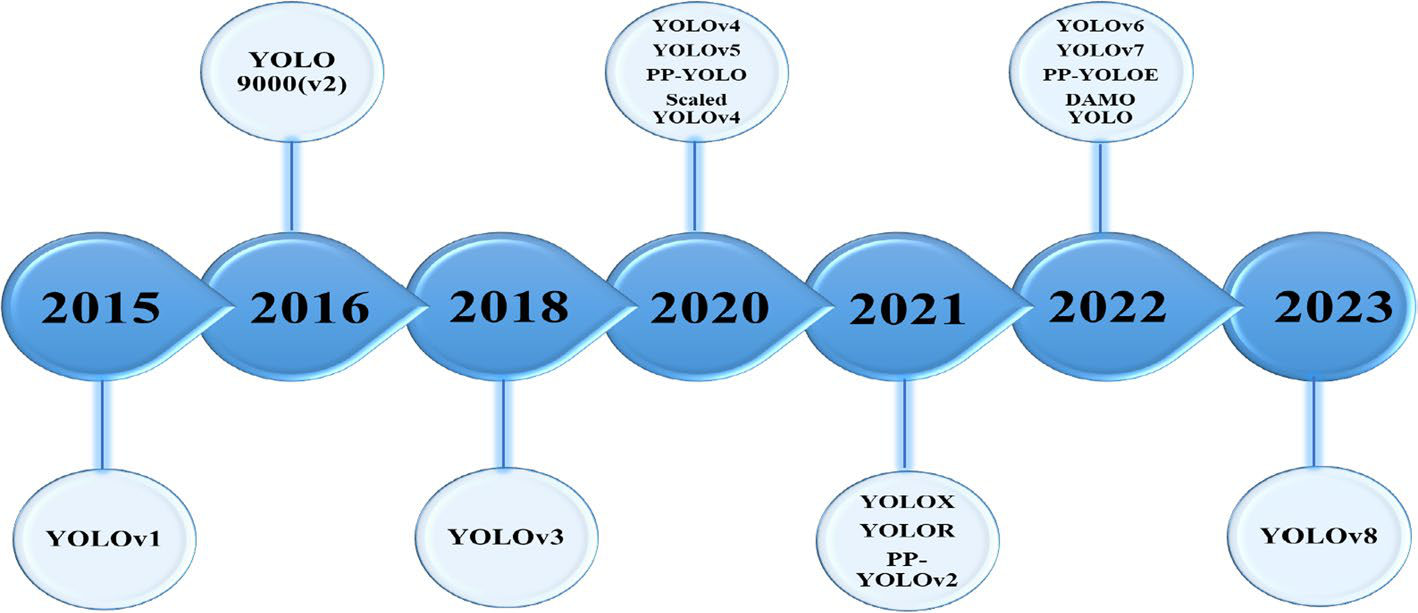 YOLO
9000(v2)
YOLOv4
YOLOv5
PP-YOLO
Scaled
YOLOv4
YOLOv6
YOLOv7
PP-YOLOE
DAMO
YOLO
2015
2016
2018
2020
2021
2022
2023
YOLOv1
YOLOv3
YOLOX
YOLOR
PP-
YOLOv2
YOLOv8